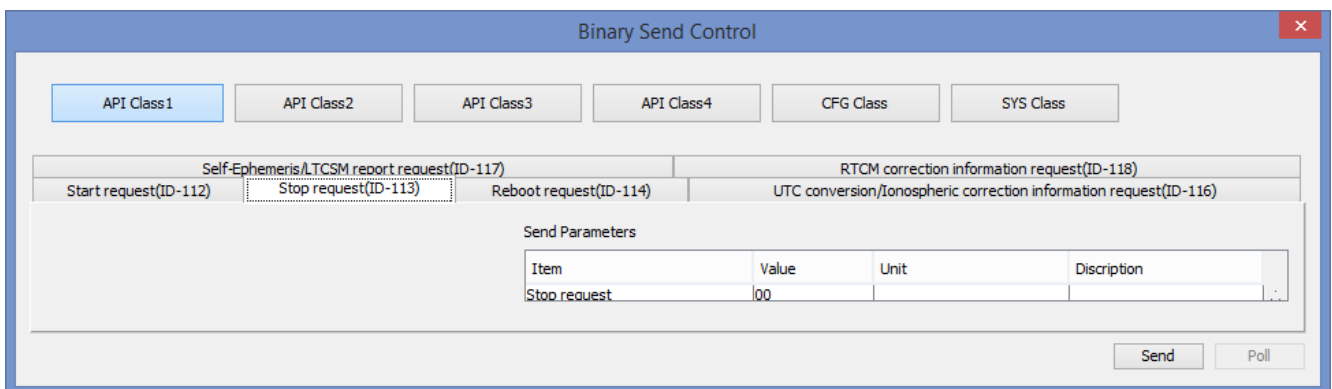 Binary Send Control
API Class1 API Class2 API Class3 API Class4 CFG Class SYS Class
Self-Ephemeris/LTCSM report request(ID-117) RTCM correction information request(ID-118)
Start request(ID-112) Stop request(ID-113) Reboot request(ID-114) UTC conversion/Ionospheric correction information request(ID-116)
Send Parameters
Item Value Unit Discription
Stop request 00
Send Poll